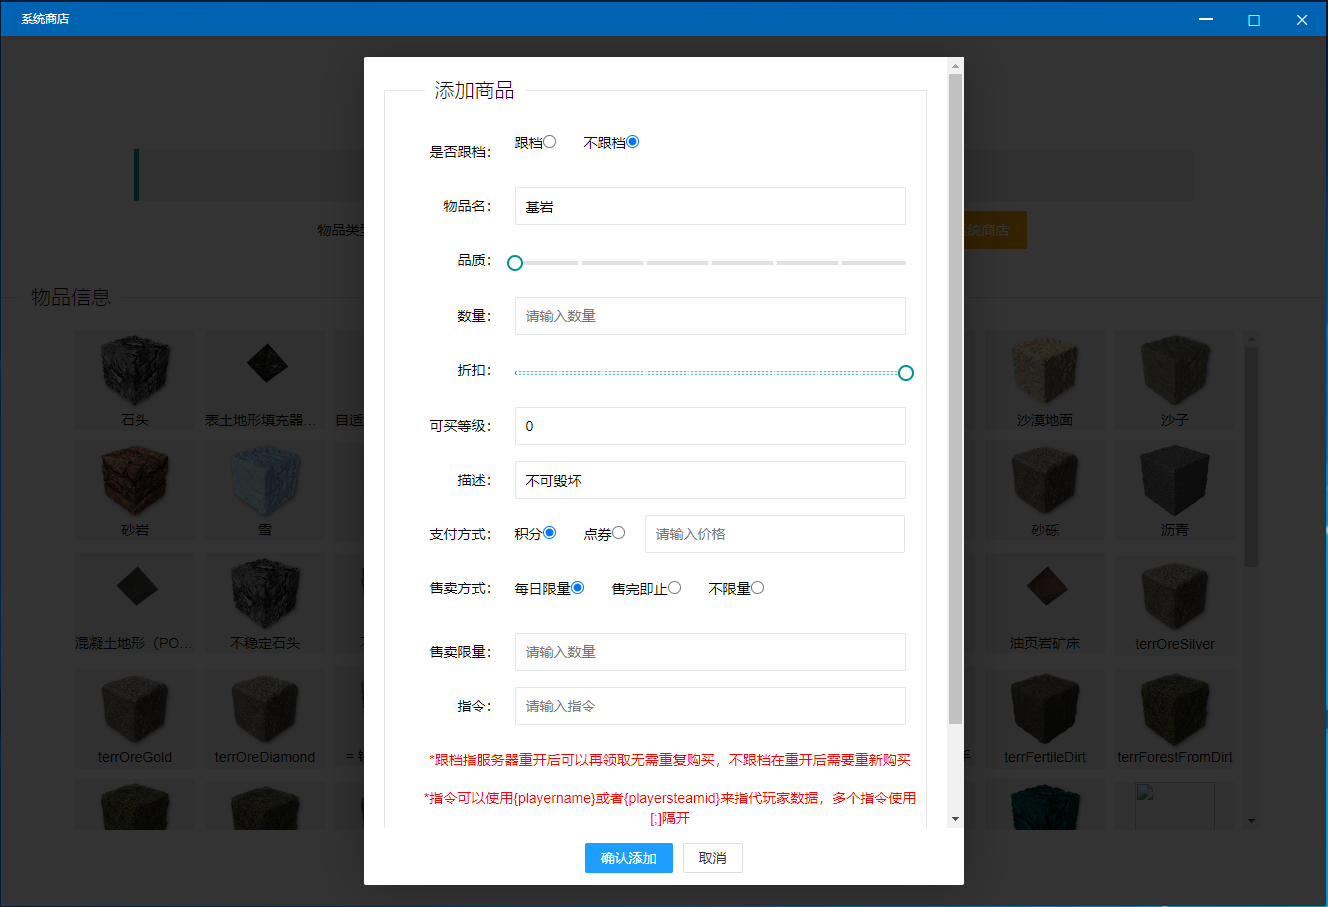 系统商店
添加商品
是否跟档：
跟档
不跟档
物品名：
基岩
品质：
数量：
请输入数量
折扣：
可买等级：
0
描述：
不可毁坏
支付方式：
积分
点券
请输入价格
售卖方式：
每日限量
售完即止
不限量
售卖限量：
请输入数量
指令：
请输入指令
*跟档指服务器重开后可以再领取无需重复购买，不跟档在重开后需要重新购买
*指令可以使用{playername}或者{playersteamid}来指代玩家数据，多个指令使用
[;]隔开
确认添加
取消
物品类型
统商店
物品信息
石头
表土地形填充器...
自适
沙漠地面
沙子
砂岩
雪
砂砾
沥青
混凝土地形（PO...
不稳定石头
油页岩矿床
terrOreSilver
terrOreGold
terrOreDiamond
terrFertileDirt
terrForestFromDirt